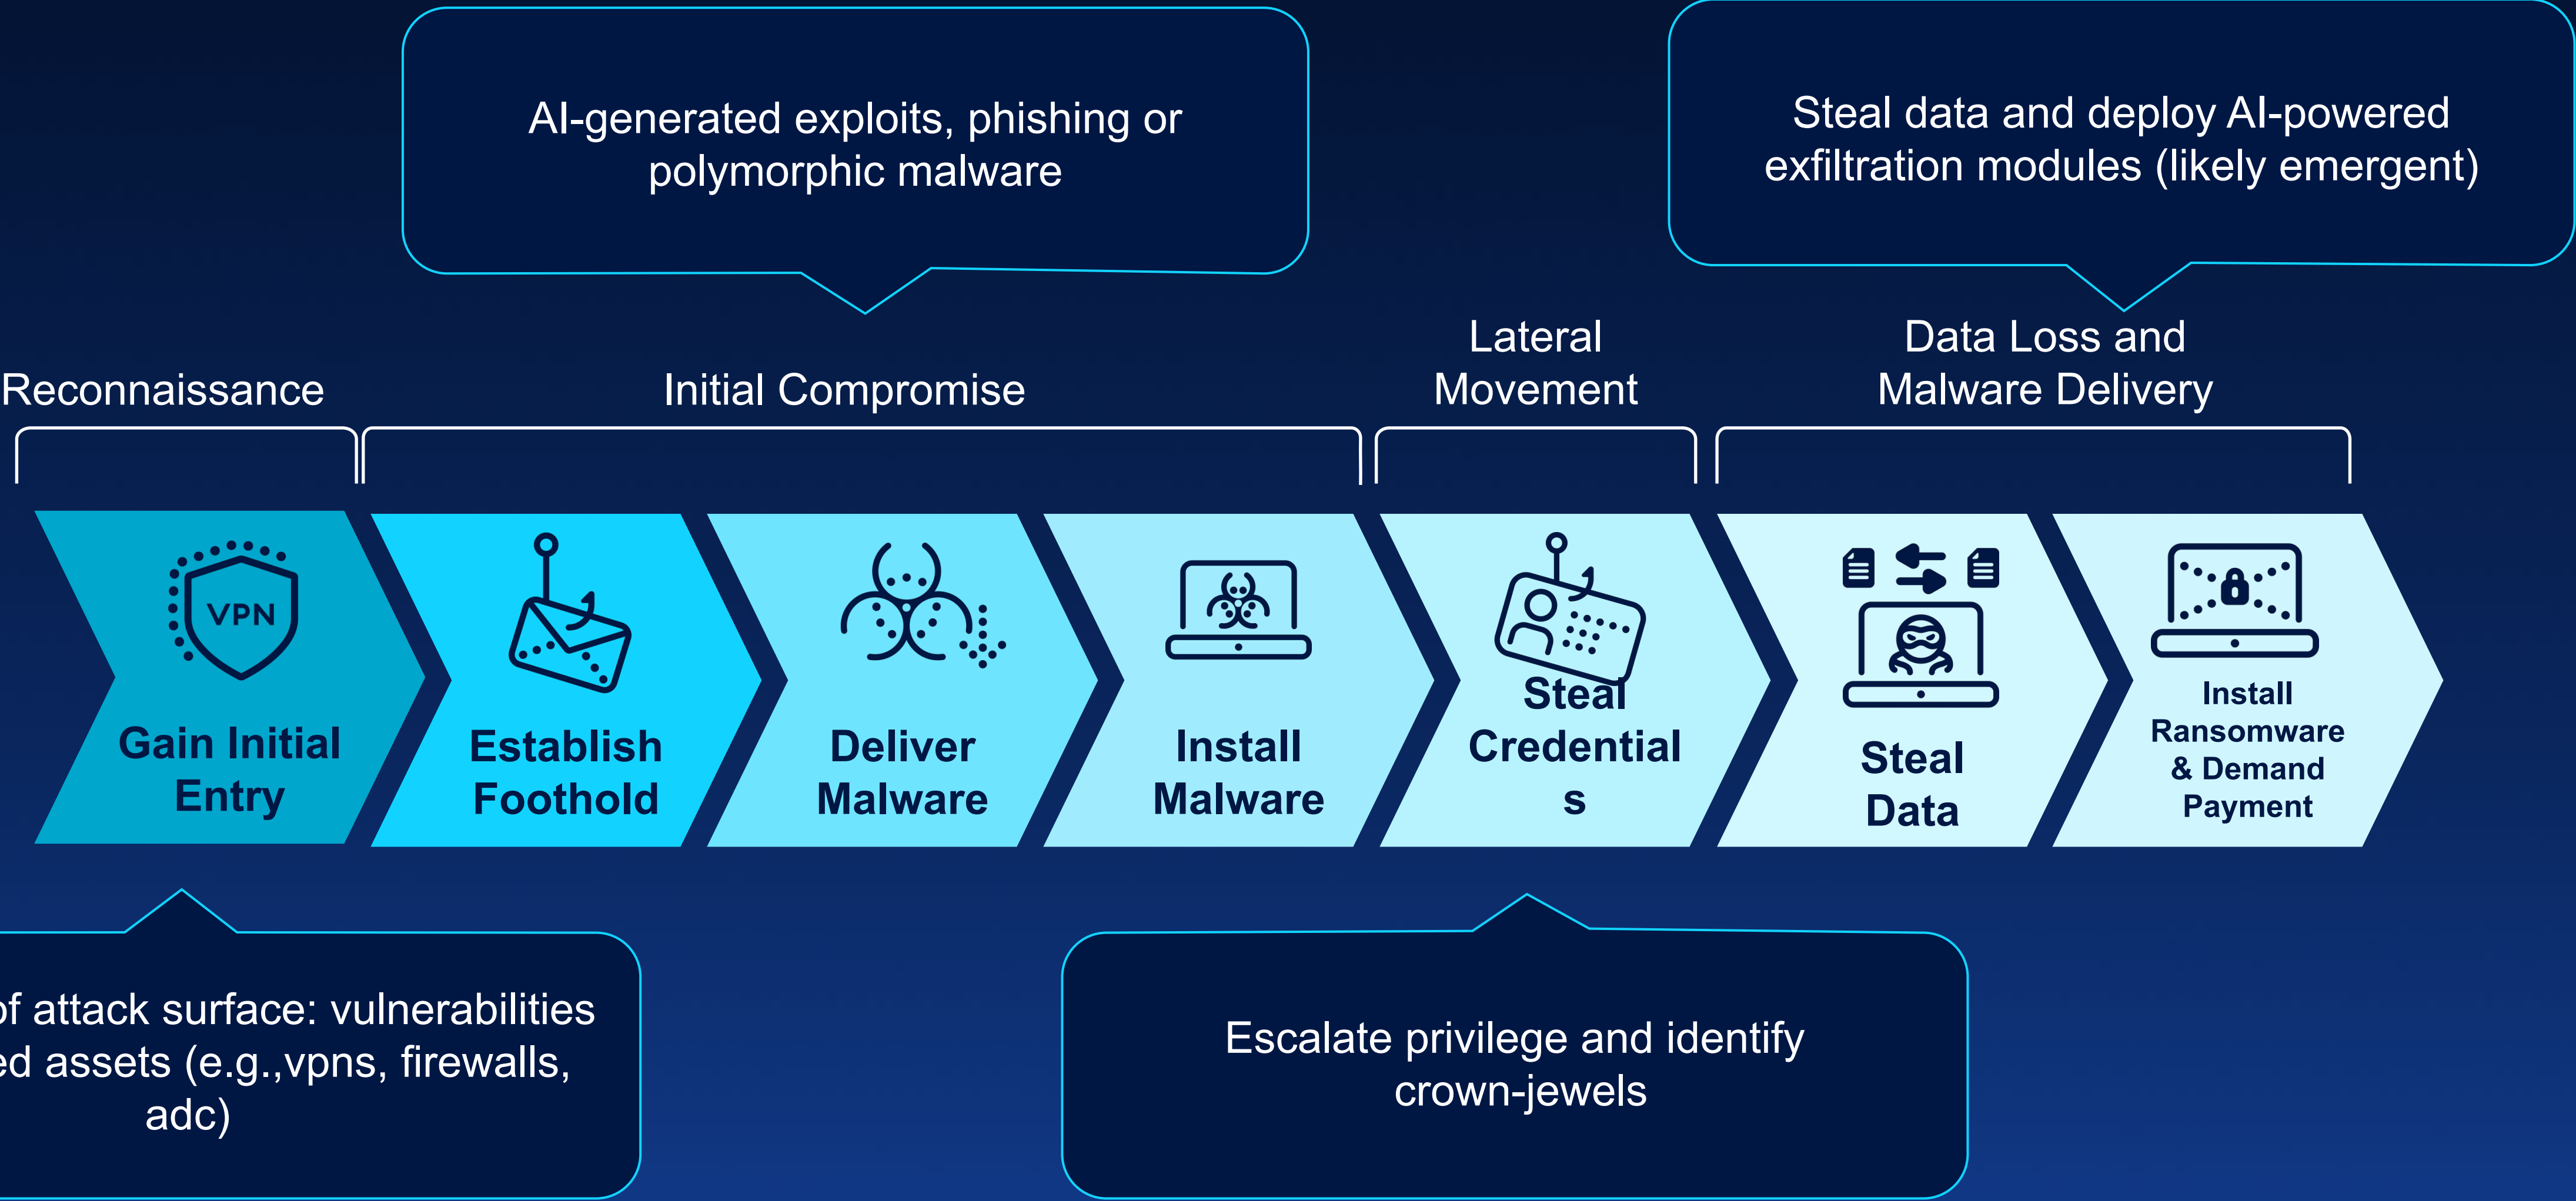 AI-generated exploits, phishing or
polymorphic malware
Steal data and deploy AI-powered
exfiltration modules (likely emergent)
Reconnaissance
Initial Compromise
Lateral
Movement
Data Loss and
Malware Delivery
VPN
Gain Initial
Entry
Establish
Foothold
Deliver
Malware
Install
Malware
Steal
Credential
s
Steal
Data
Install
Ransomware
& Demand
Payment
of attack surface: vulnerabilities
ed assets (e.g.,vpns, firewalls,
adc)
Escalate privilege and identify
crown-jewels